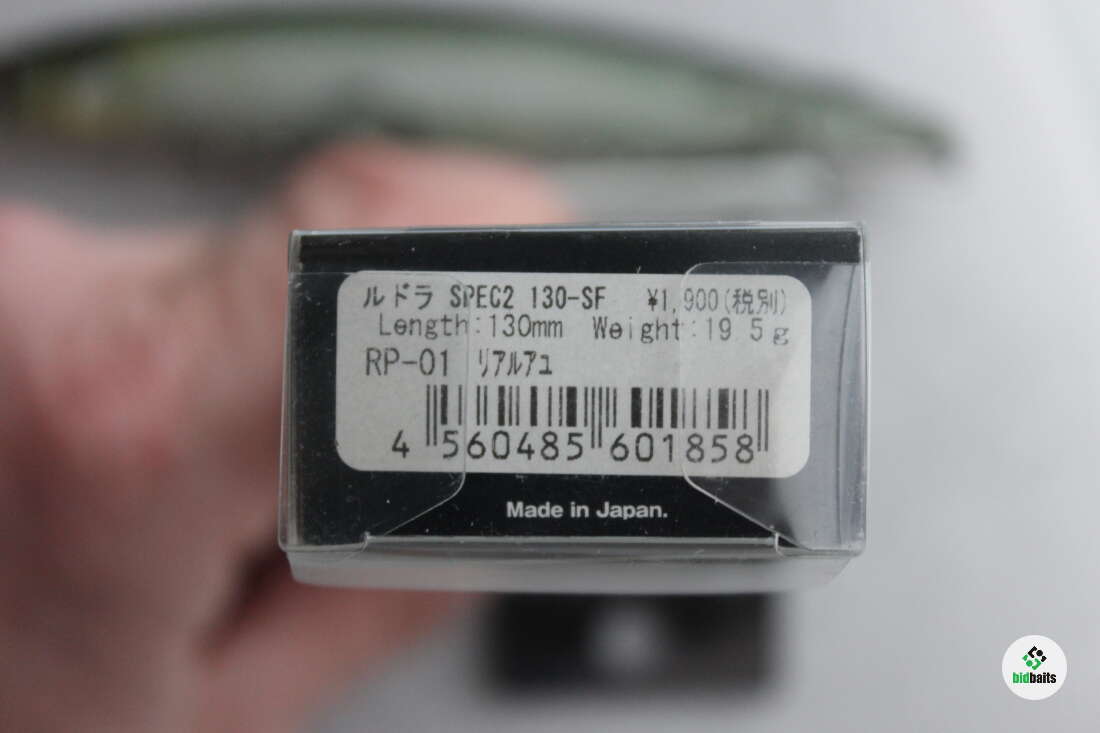 ルドラ SPEC2 130-SF ¥1,900(税別)
Length:130mm Weight:19 5g
RP-01 リアルアユ
4 560485 601858
Made in Japan.
bidbaits